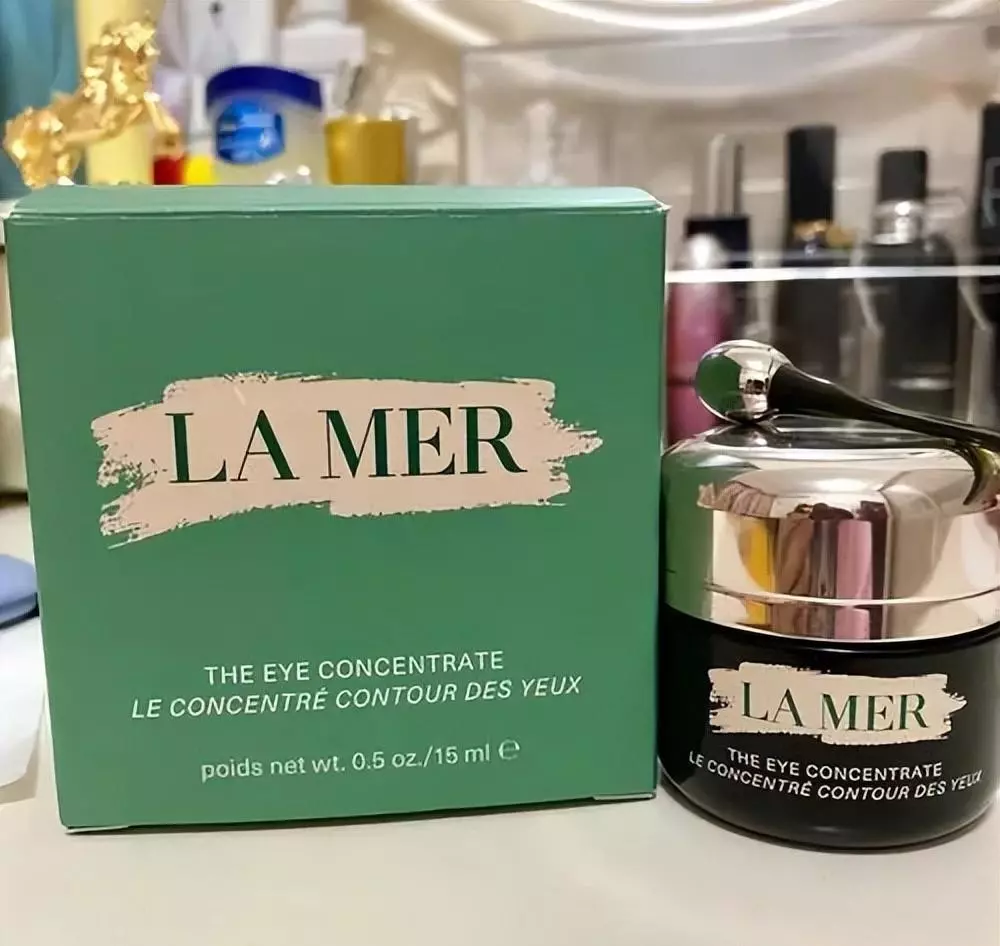 LA MER
THE EYE CONCENTRATE
LE CONCENTRÉ CONTOUR DES YEUX
poids net wt. 0.5 oz./15 ml ℮
LA MER
THE EYE CONCENTRATE
LE CONCENTRÉ CONTOUR DES YEUX